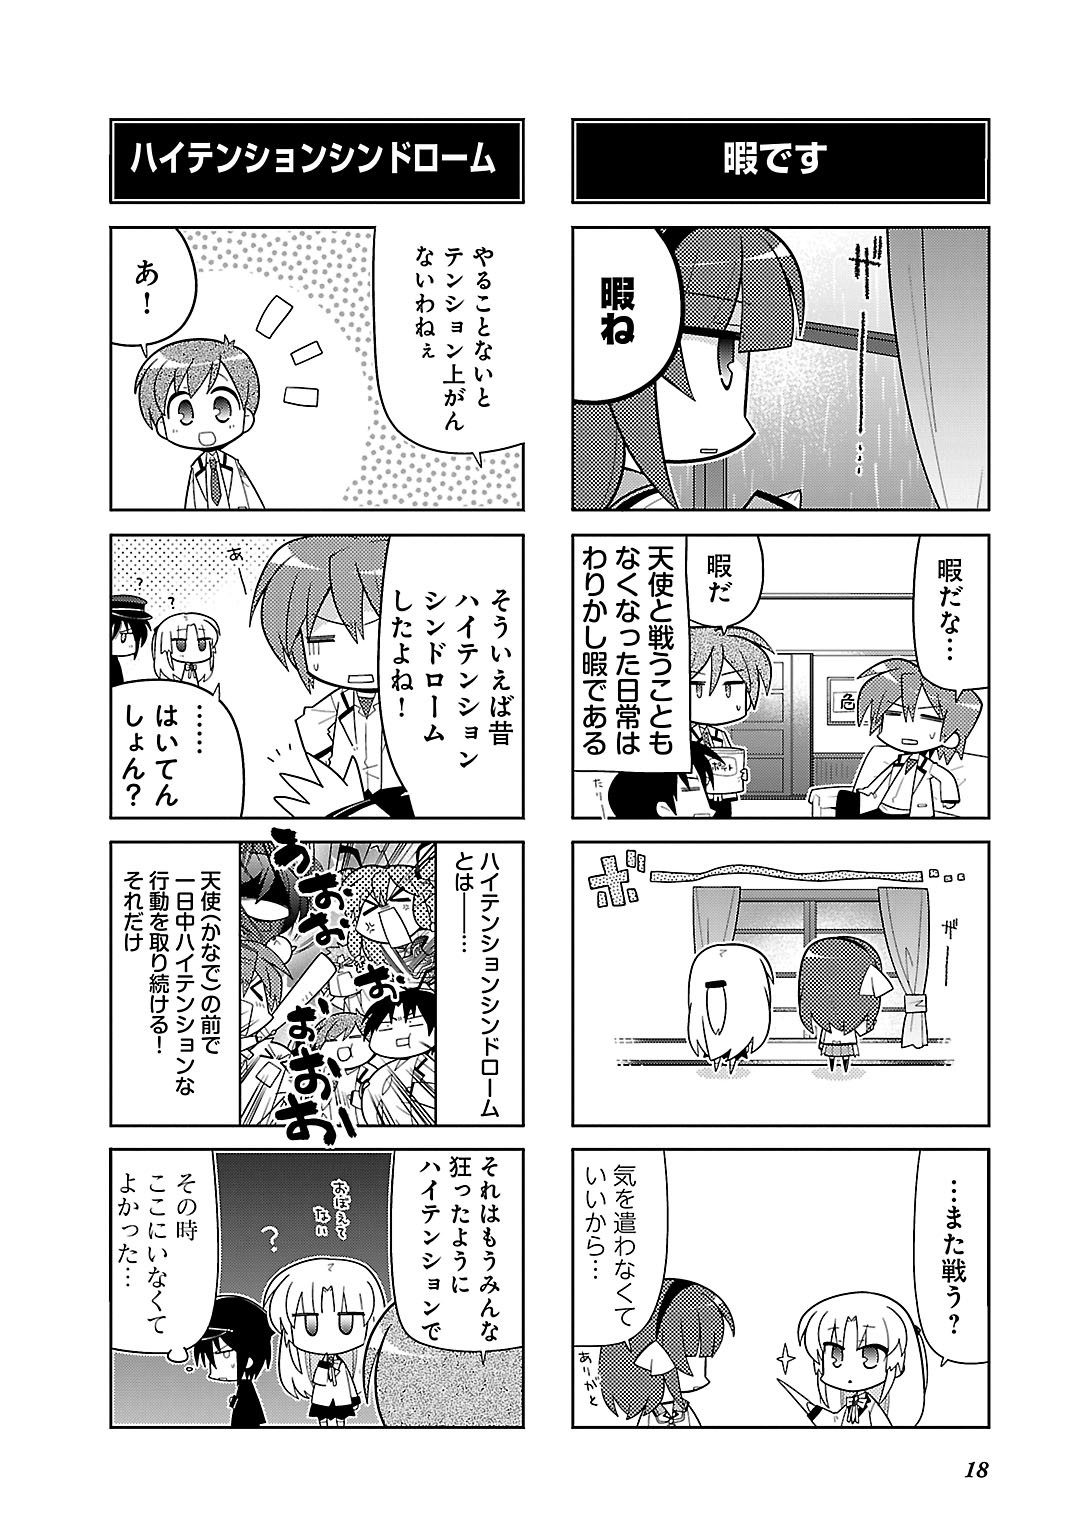 暇です
暇ね
暇だな…
暇だ
天使と戦うことも
なくなった日常は
わりかし暇である
危
ポテト
ボ…
ザー
…また戦う?
気を遣わなくて
いいから…
ありがと
ハイテンションシンドローム
やることないと
テンション上がん
ないわねぇ
あ!
そういえば昔
ハイテンション
シンドローム
したよね!
あー
?
?
……
はいてん
しょん?
ハイテンションシンドローム
とは――…
うおおお
おおおお
天使(かなで)の前で
一日中ハイテンションな
行動を取り続ける!
それだけ
それはもうみんな
狂ったように
ハイテンションで
おぼえて
ない
?
その時
ここにいなくて
よかった…
18